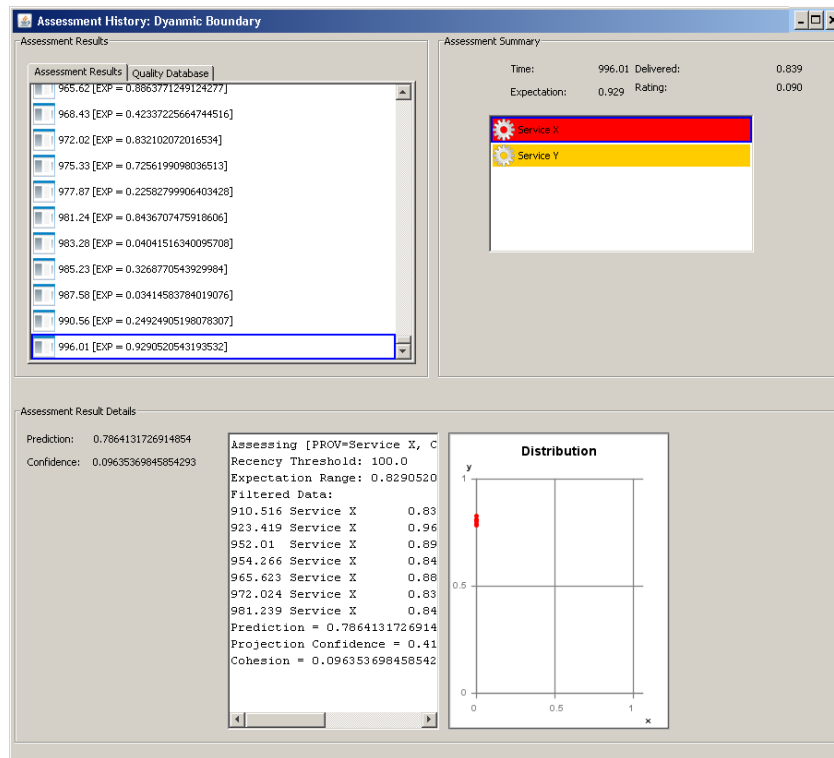 Assessment History: Dyanmic Boundary
Assessment Results
Assessment Results Quality Database
965.62 [EXP = 0.8863771249124277]
968.43 [EXP = 0.42337225664744516]
972.02 [EXP = 0.832102072016534]
975.33 [EXP = 0.7256199098036513]
977.87 [EXP = 0.22582799906403428]
981.24 [EXP = 0.8436707475918606]
983.28 [EXP = 0.04041516340095708]
985.23 [EXP = 0.3268770543929984]
987.58 [EXP = 0.03414583784019076]
990.56 [EXP = 0.24924905198078307]
996.01 [EXP = 0.9290520543193532]
Assessment Summary
Time: 996.01 Delivered: 0.839
Expectation: 0.929 Rating: 0.090
Service X
Service Y
Assessment Result Details
Prediction: 0.7864131726914854
Confidence: 0.09635369845854293
Assessing [PROV=Service X, C
Recency Threshold: 100.0
Expectation Range: 0.8290520
Filtered Data:
910.516 Service X 0.83
923.419 Service X 0.96
952.01 Service X 0.89
954.266 Service X 0.84
965.623 Service X 0.88
972.024 Service X 0.83
981.239 Service X 0.84
Prediction = 0.7864131726914
Projection Confidence = 0.41
Cohesion = 0.096353698458542
Distribution
y
1
0.5
0
0 0.5 1
x